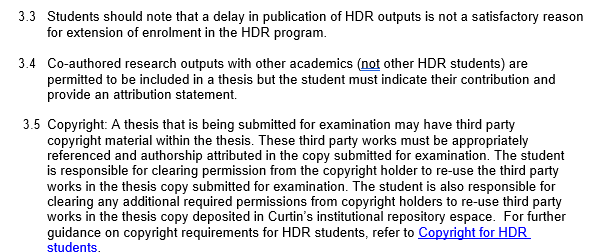 3.3 Students should note that a delay in publication of HDR outputs is not a satisfactory reason
for extension of enrolment in the HDR program.
3.4 Co-authored research outputs with other academics (not other HDR students) are
permitted to be included in a thesis but the student must indicate their contribution and
provide an attribution statement.
3.5 Copyright: A thesis that is being submitted for examination may have third party
copyright material within the thesis. These third party works must be appropriately
referenced and authorship attributed in the copy submitted for examination. The student
is responsible for clearing permission from the copyright holder to re-use the third party
works in the thesis copy submitted for examination. The student is also responsible for
clearing any additional required permissions from copyright holders to re-use third party
works in the thesis copy deposited in Curtin's institutional repository espace. For further
guidance on copyright requirements for HDR students, refer to Copyright for HDR
students.